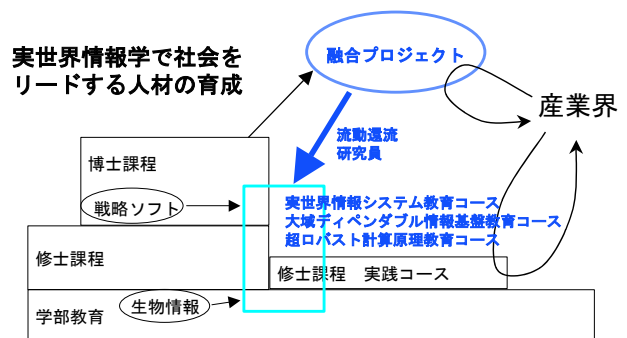 実世界情報学で社会を
リードする人材の育成
融合プロジェクト
産業界
流動還流
研究員
博士課程
戦略ソフト
実世界情報システム教育コース
大域ディペンダブル情報基盤教育コース
超ロバスト計算原理教育コース
修士課程
修士課程 実践コース
生物情報
学部教育